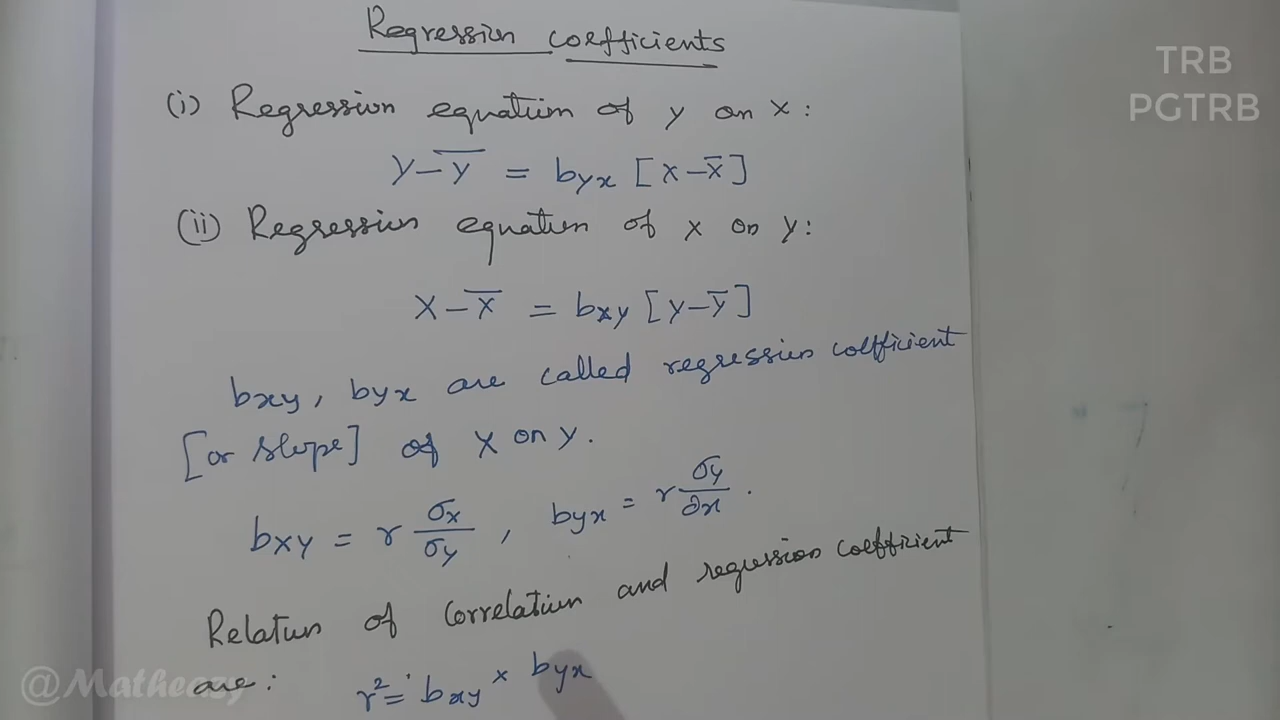 Regression coefficients
TRB
PGTRB
(i) Regression equation of y on x:
y - y̅ = byx [x - x̅]
(ii) Regression equation of x on y:
X - X̅ = bxy [y - y̅]
bxy, byx are called regression coefficient
[or slope] of X on y.
bxy = r σx/σy , byx = r σy/σx .
Relation of Correlation and regression coefficient
are: r² = bxy × byx
@Matheazy